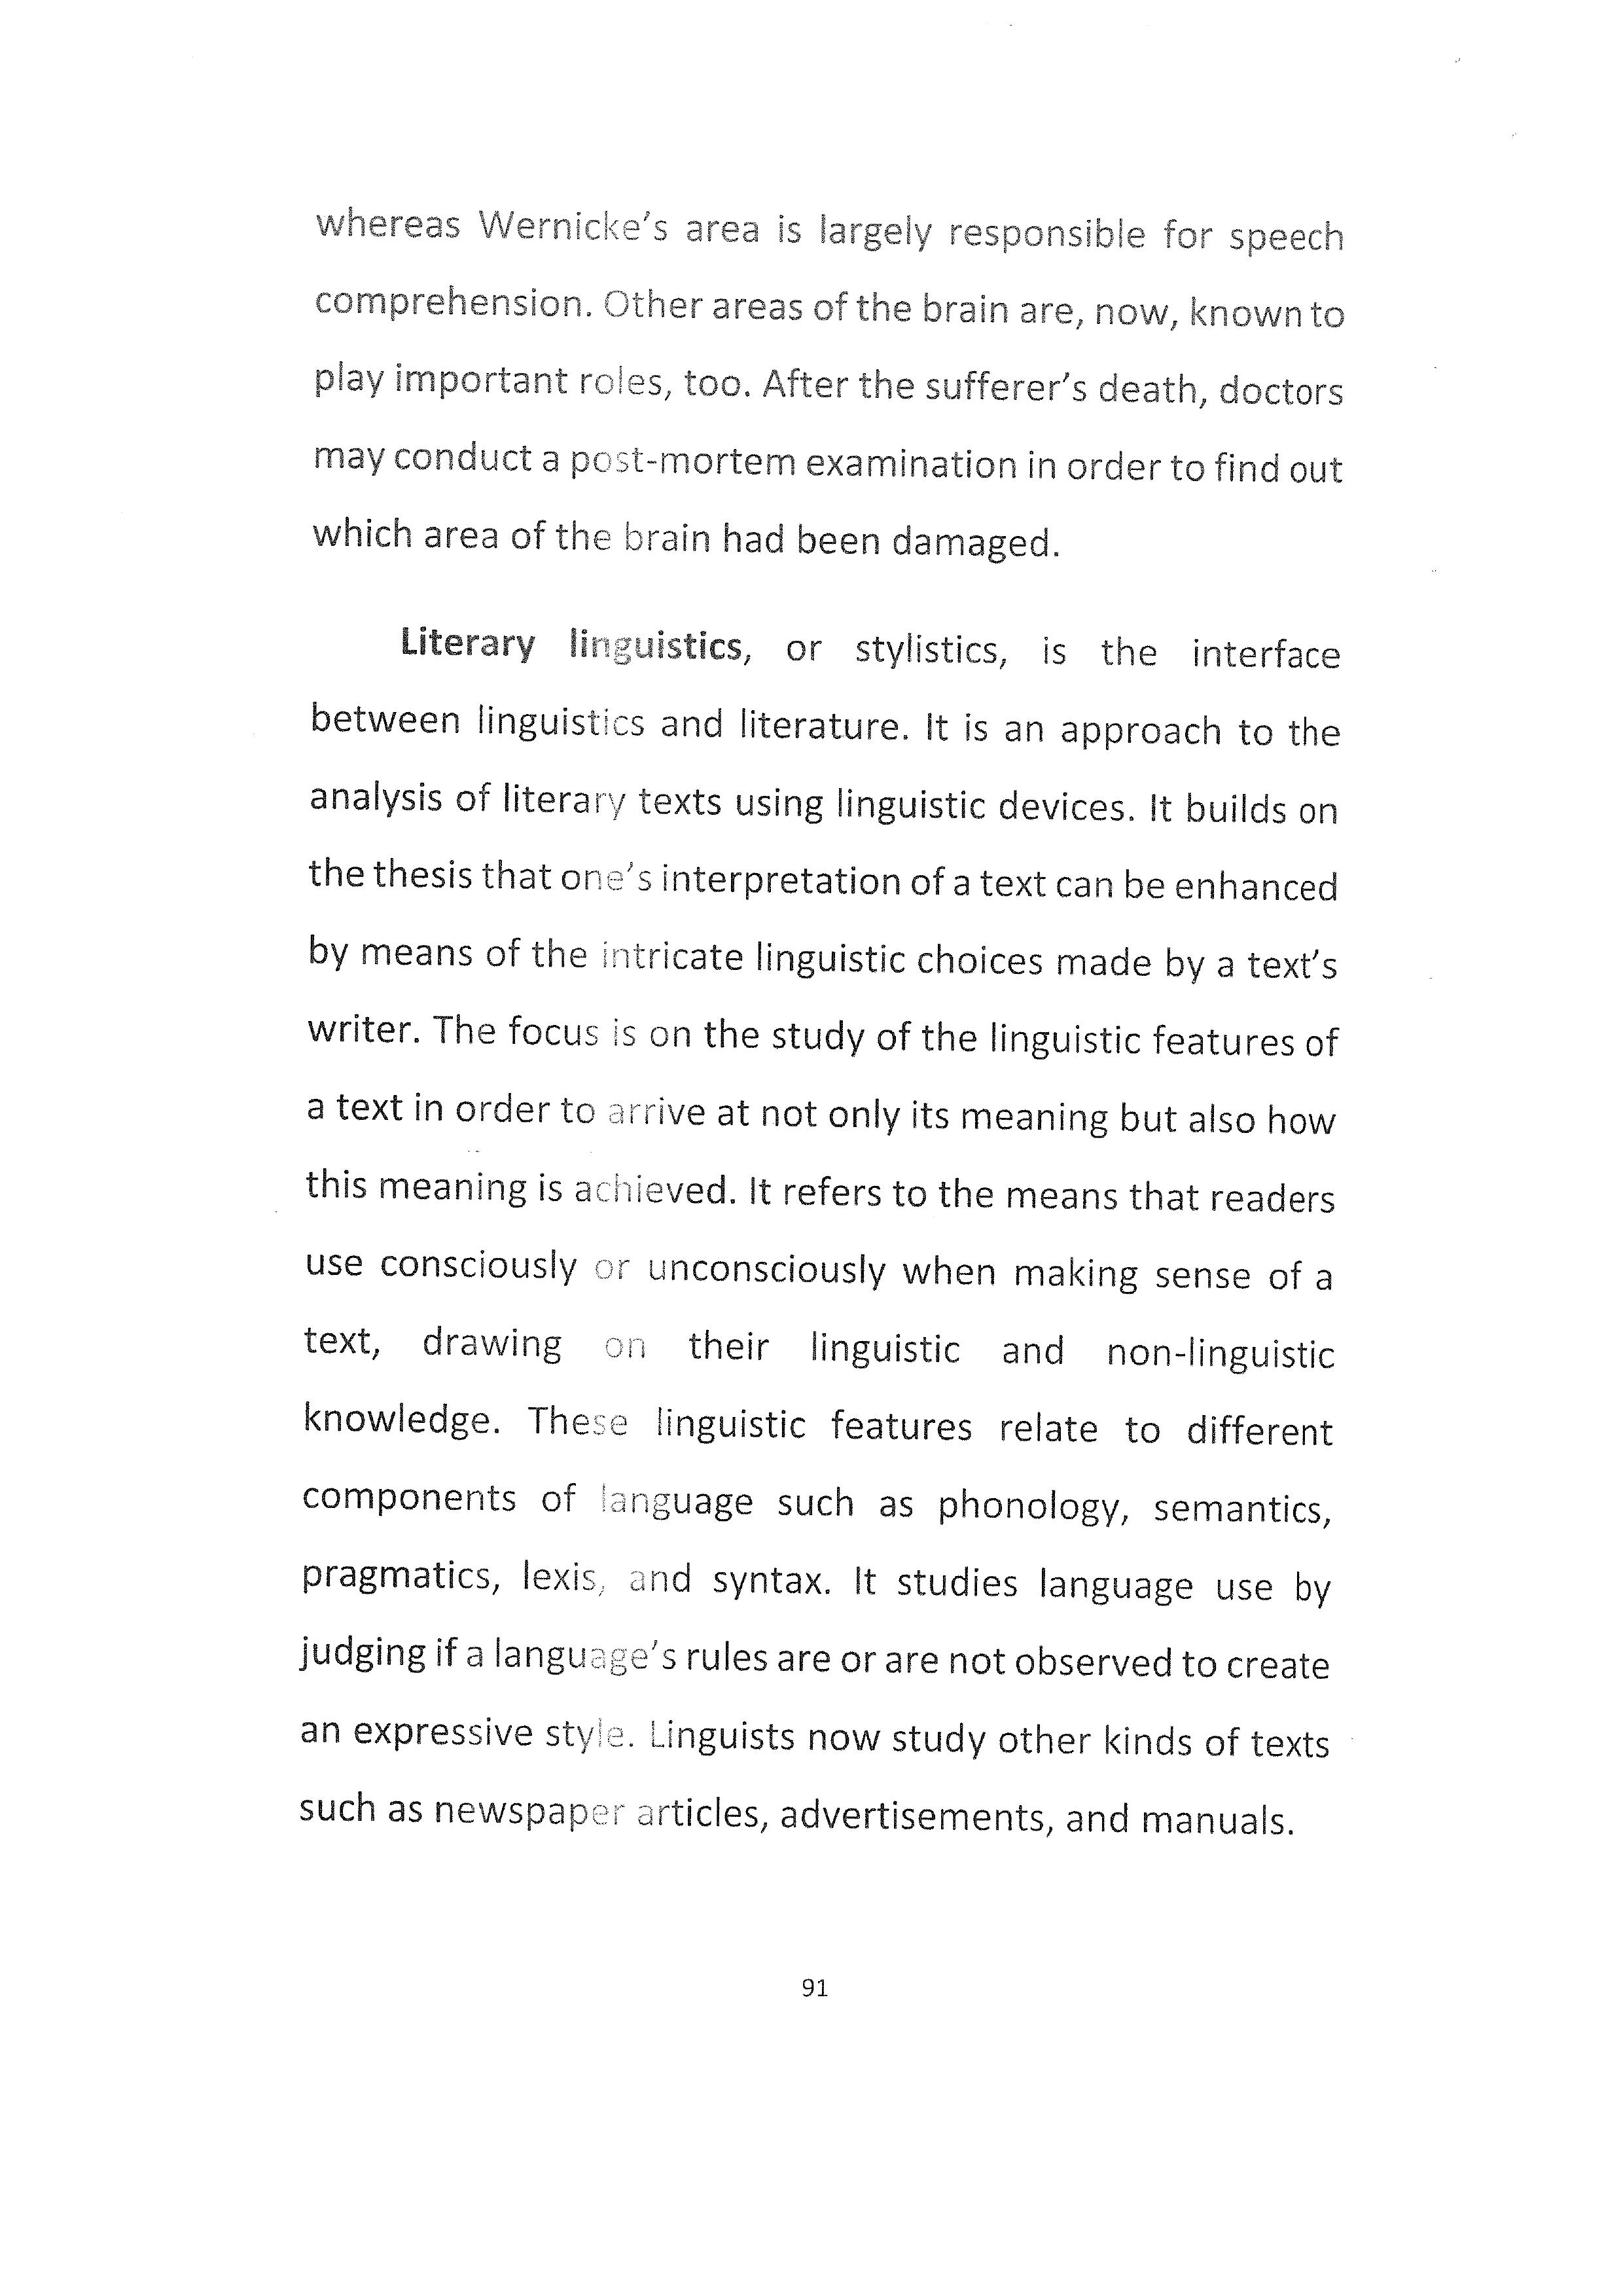 whereas Wernicke's area is largely responsible for speech
comprehension. Other areas of the brain are, now, known to
play important roles, too. After the sufferer's death, doctors
may conduct a post-mortem examination in order to find out
which area of the brain had been damaged.
Literary linguistics, or stylistics, is the interface
between linguistics and literature. It is an approach to the
analysis of literary texts using linguistic devices. It builds on
the thesis that one's interpretation of a text can be enhanced
by means of the intricate linguistic choices made by a text's
writer. The focus is on the study of the linguistic features of
a text in order to arrive at not only its meaning but also how
this meaning is achieved. It refers to the means that readers
use consciously or unconsciously when making sense of a
text, drawing on their linguistic and non-linguistic
knowledge. These linguistic features relate to different
components of language such as phonology, semantics,
pragmatics, lexis, and syntax. It studies language use by
judging if a language's rules are or are not observed to create
an expressive style. Linguists now study other kinds of texts
such as newspaper articles, advertisements, and manuals.
91